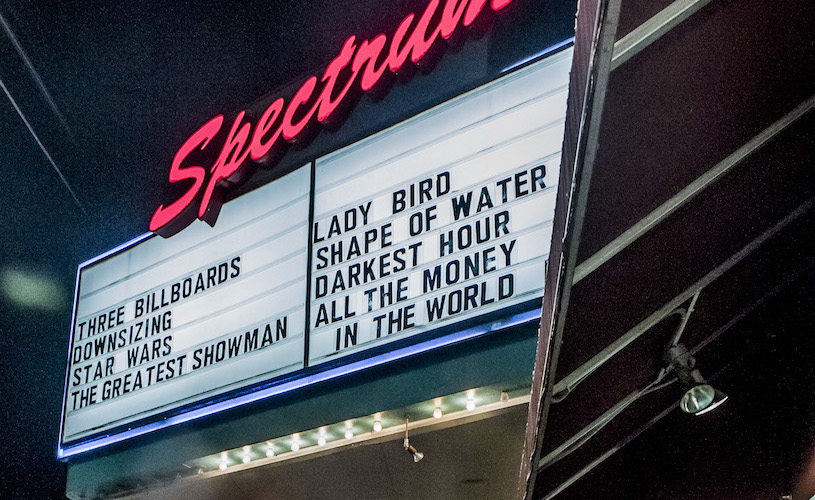 Spectrum
THREE BILLBOARDS
DOWNSIZING
STAR WARS
THE GREATEST SHOWMAN
LADY BIRD
SHAPE OF WATER
DARKEST HOUR
ALL THE MONEY
IN THE WORLD